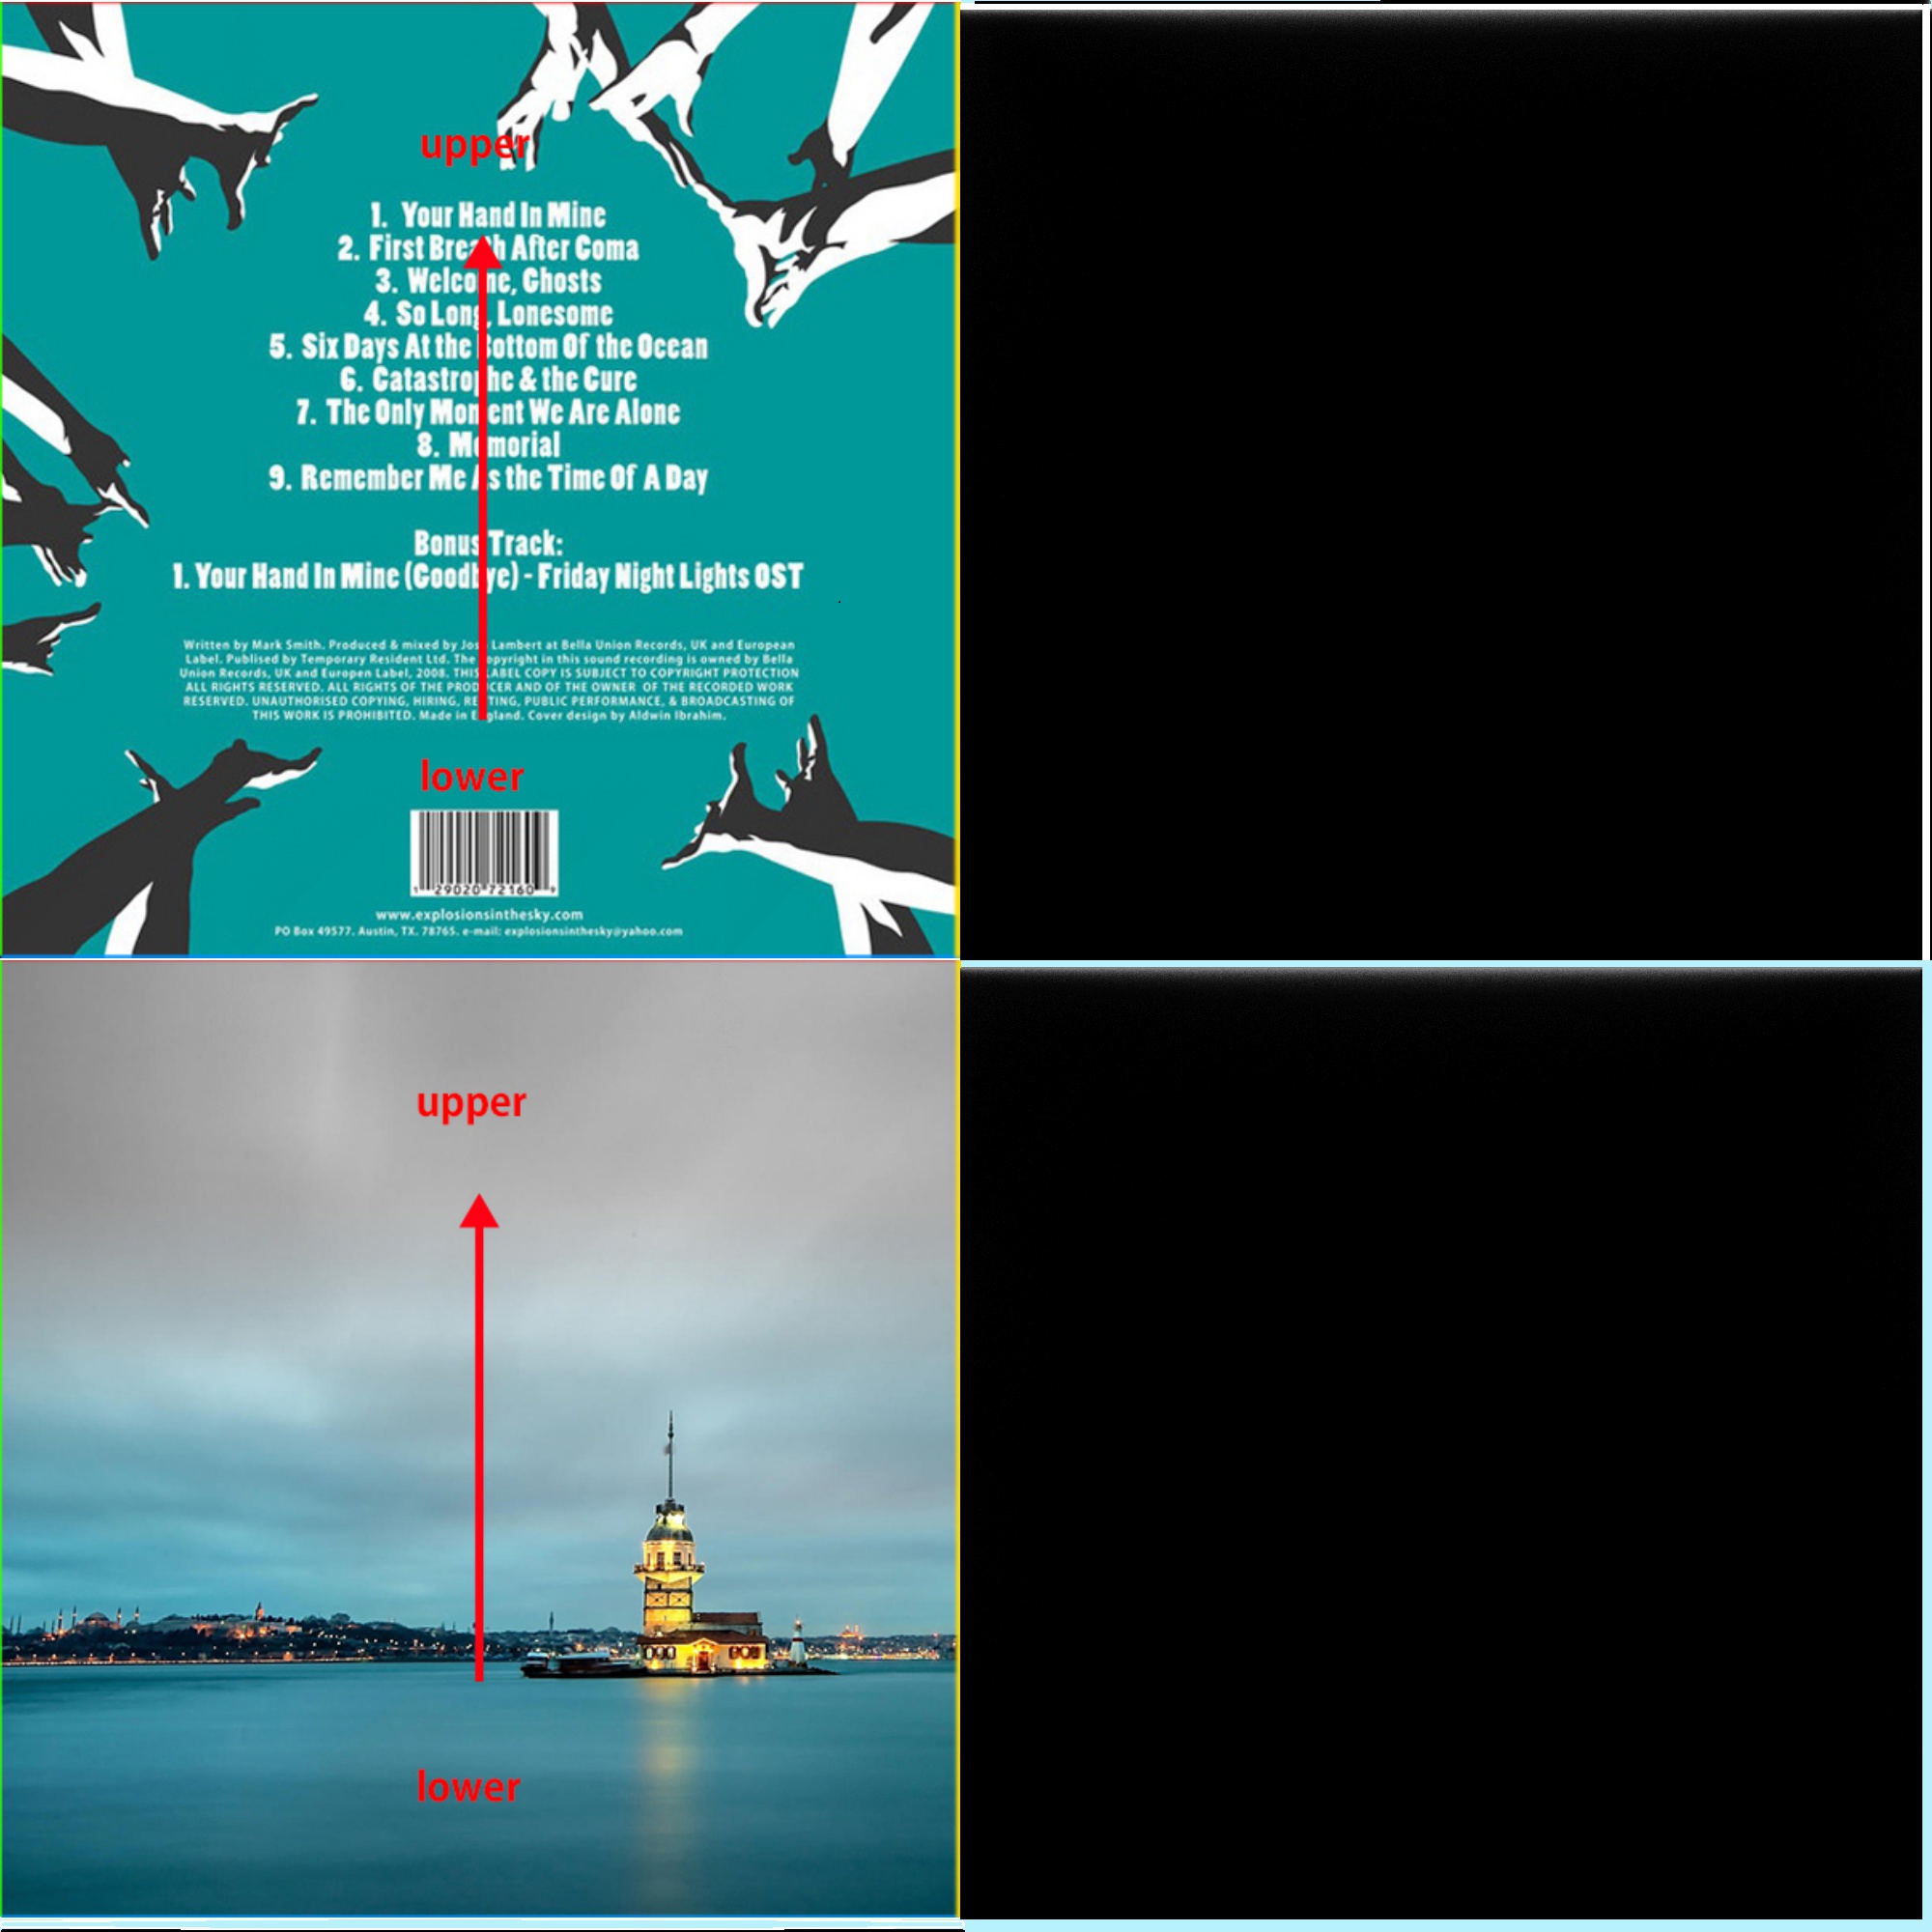 upper
1. Your Hand In Mine
2. First Breath After Coma
3. Welcome, Ghosts
4. So Long, Lonesome
5. Six Days At the Bottom Of the Ocean
6. Catastrophe & the Cure
7. The Only Moment We Are Alone
8. Memorial
9. Remember Me As the Time Of A Day
Bonus Track:
1. Your Hand In Mine (Goodbye) - Friday Night Lights OST
Written by Mark Smith. Produced & mixed by Josh Lambert at Bella Union Records, UK and European
Label. Publised by Temporary Resident Ltd. The copyright in this sound recording is owned by Bella
Union Records, UK and Europen Label, 2008. THIS LABEL COPY IS SUBJECT TO COPYRIGHT PROTECTION
ALL RIGHTS RESERVED. ALL RIGHTS OF THE PRODUCER AND OF THE OWNER OF THE RECORDED WORK
RESERVED. UNAUTHORISED COPYING, HIRING, RENTING, PUBLIC PERFORMANCE, & BROADCASTING OF
THIS WORK IS PROHIBITED. Made in England. Cover design by Aldwin Ibrahim.
lower
1 29020 72160 9
www.explosionsinthesky.com
PO Box 49577. Austin, TX. 78765. e-mail: explosionsinthesky@yahoo.com
upper
lower